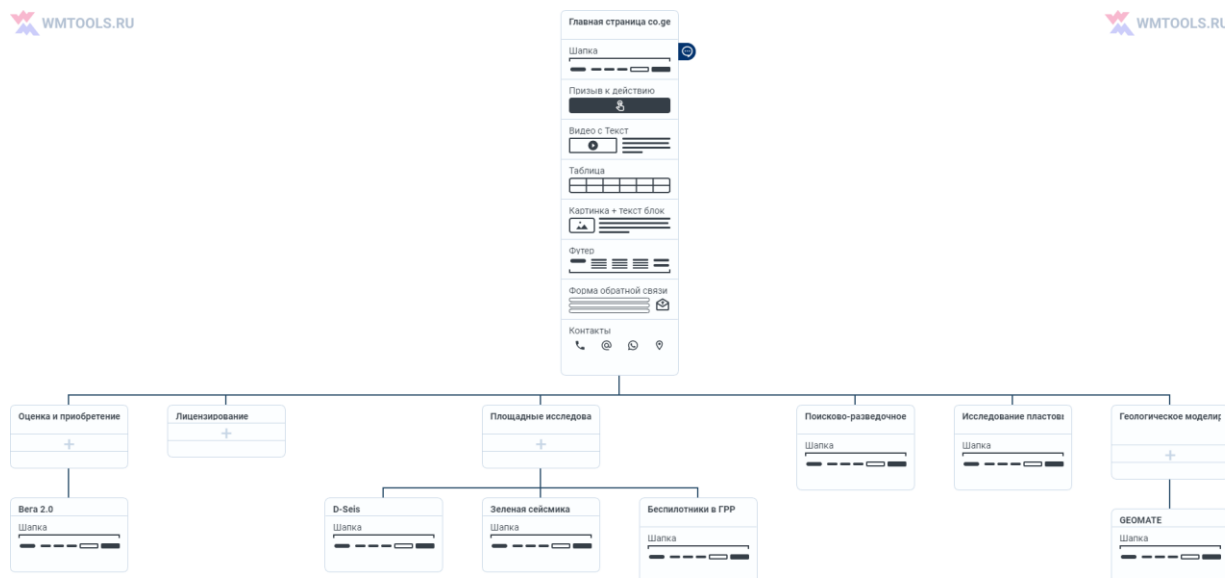 WMTOOLS.RU
WMTOOLS.RU
Главная страница co.ge
Шапка
Призыв к действию
Видео с Текст
Таблица
Картинка + текст блок
Футер
Форма обратной связи
Контакты
Оценка и приобретение
Лицензирование
Площадные исследова
Поисково-разведочное
Исследование пластовы
Геологическое моделир
Шапка
Шапка
Вега 2.0
D-Seis
Зеленая сейсмика
Беспилотники в ГРР
GEOMATE
Шапка
Шапка
Шапка
Шапка
Шапка